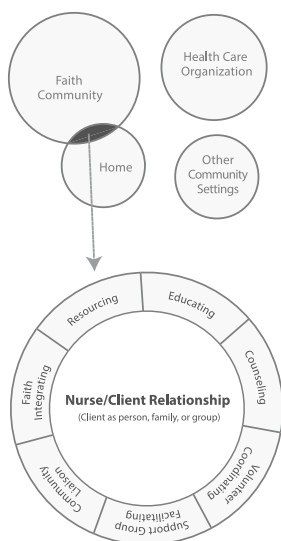 Faith
Community
Health Care
Organization
Home
Other
Community
Settings
Resourcing
Educating
Counseling
Volunteer
Coordinating
Support Group
Facilitating
Community
Liaison
Faith
Integrating
Nurse/Client Relationship
(Client as person, family, or group)